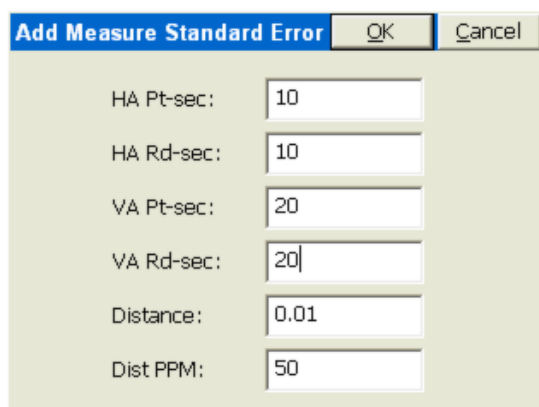 Add Measure Standard Error OK Cancel
HA Pt-sec: 10
HA Rd-sec: 10
VA Pt-sec: 20
VA Rd-sec: 20
Distance: 0.01
Dist PPM: 50